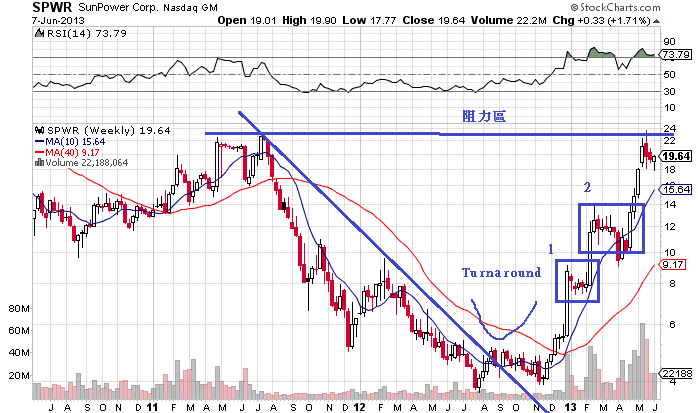 SPWR SunPower Corp. Nasdaq GM © StockCharts.com
7-Jun-2013 Open 19.01 High 19.90 Low 17.77 Close 19.64 Volume 22.2M Chg +0.33 (+1.71%)
RSI(14) 73.79
90
73.79
50
30
10
阻力區
SPWR (Weekly) 19.64
MA(10) 15.64
MA(40) 9.17
Volume 22,188,064
24
22
19.64
18
16
15.64
14
12
10
9.17
8
6
4
22188
2
1
Turnaround
80M
60M
40M
20M
J A S O N D 11 F M A M J J A S O N D 12 F M A M J J A S O N D 13 F M A M J